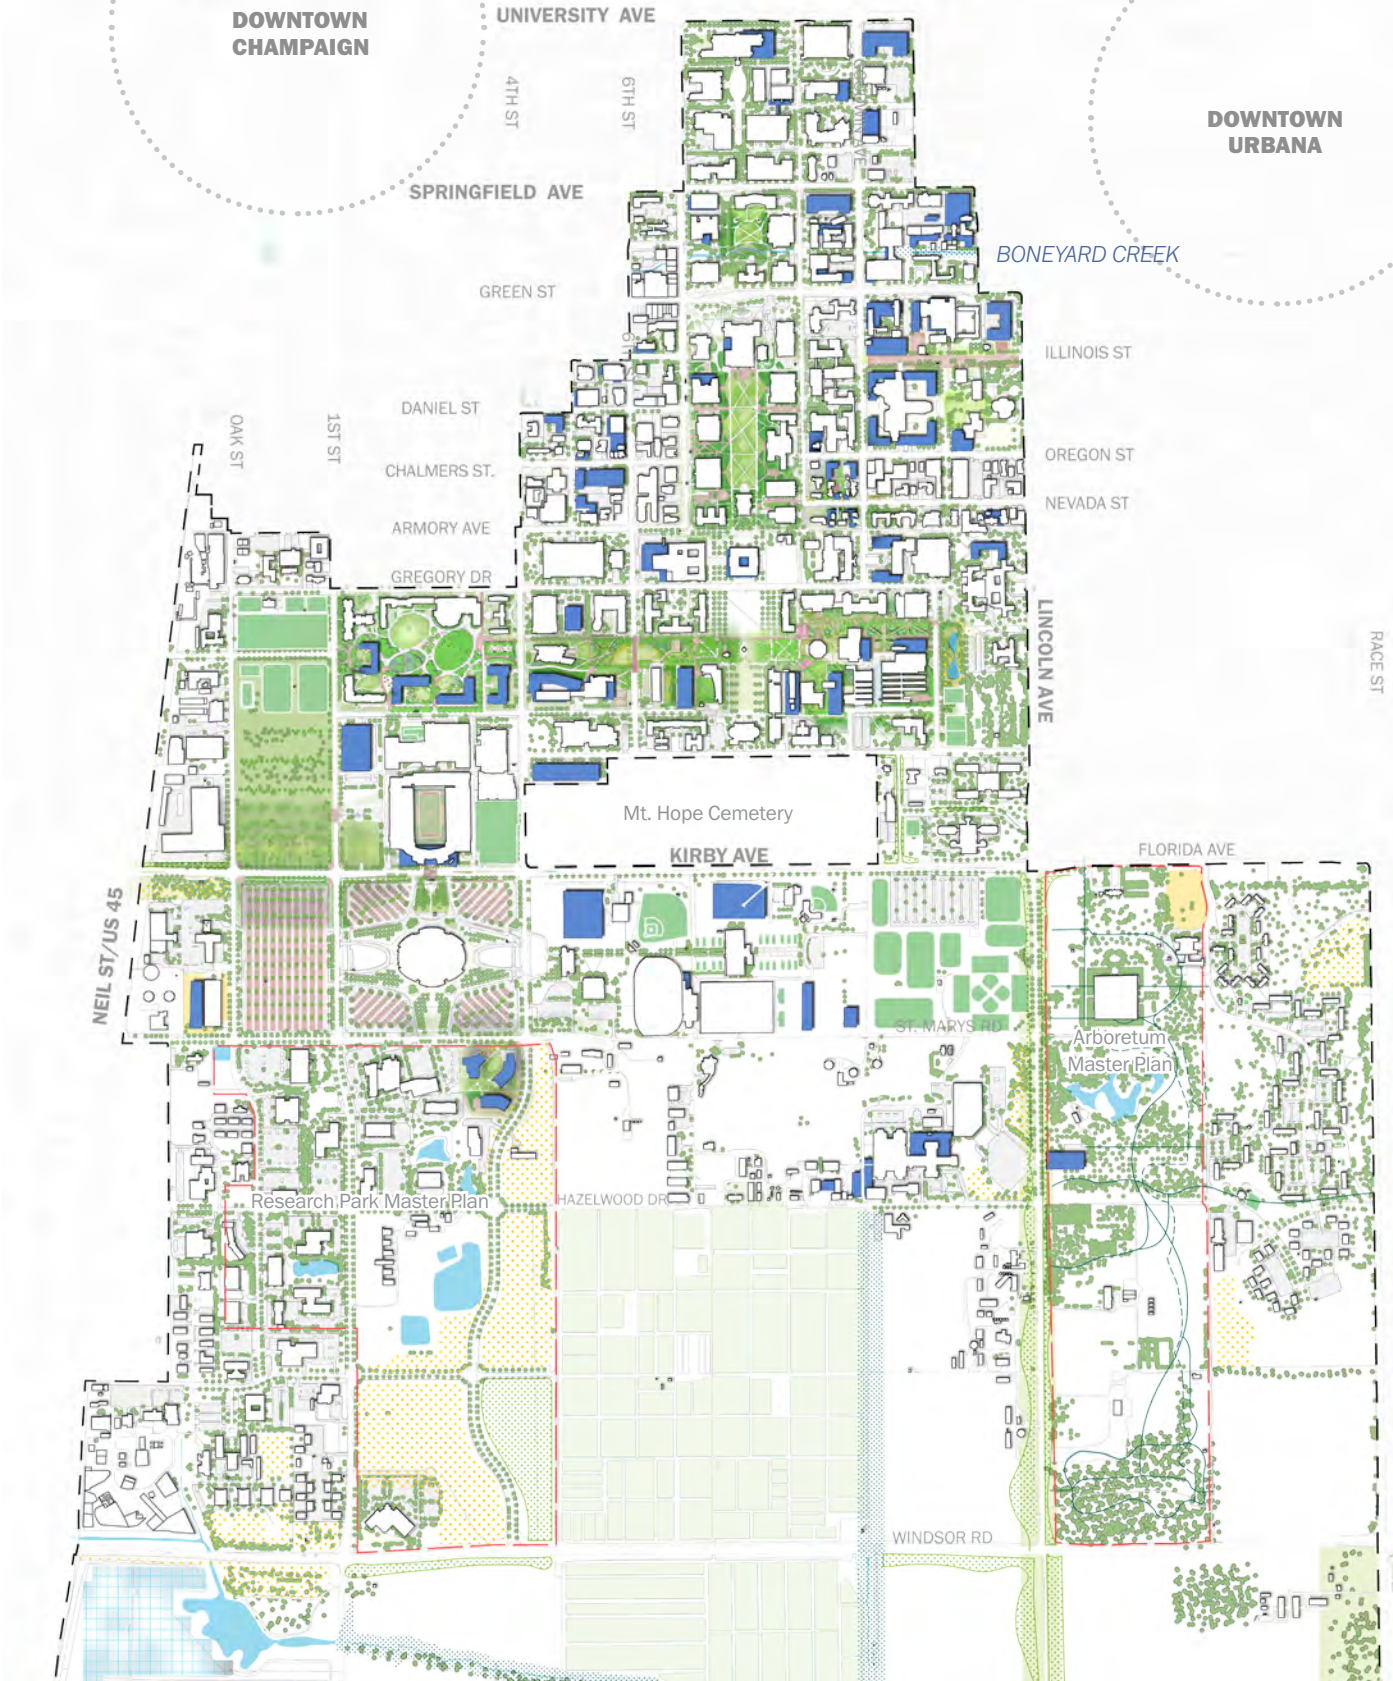 UNIVERSITY AVE
DOWNTOWN
CHAMPAIGN
4TH ST
6TH ST
DOWNTOWN
URBANA
SPRINGFIELD AVE
BONEYARD CREEK
GREEN ST
ILLINOIS ST
DANIEL ST
OAK ST
1ST ST
CHALMERS ST.
OREGON ST
NEVADA ST
ARMORY AVE
GREGORY DR
LINCOLN AVE
RACE ST
Mt. Hope Cemetery
KIRBY AVE
FLORIDA AVE
NEIL ST/US 45
ST. MARYS RD
Arboretum
Master Plan
Research Park Master Plan
HAZELWOOD DR
WINDSOR RD